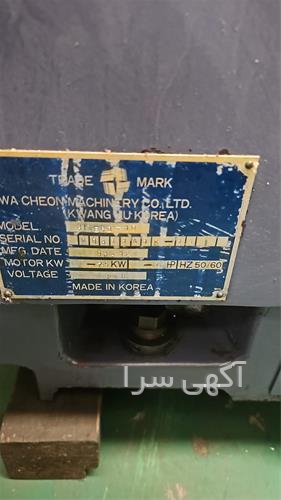 TRADE MARK
WA CHEON MACHINERY CO., LTD.
(KWANG JU KOREA)
MODEL
SERIAL NO.
MFG. DATE
MOTOR KW KW HP HZ 50/60
VOLTAGE
MADE IN KOREA
آگهی سرا